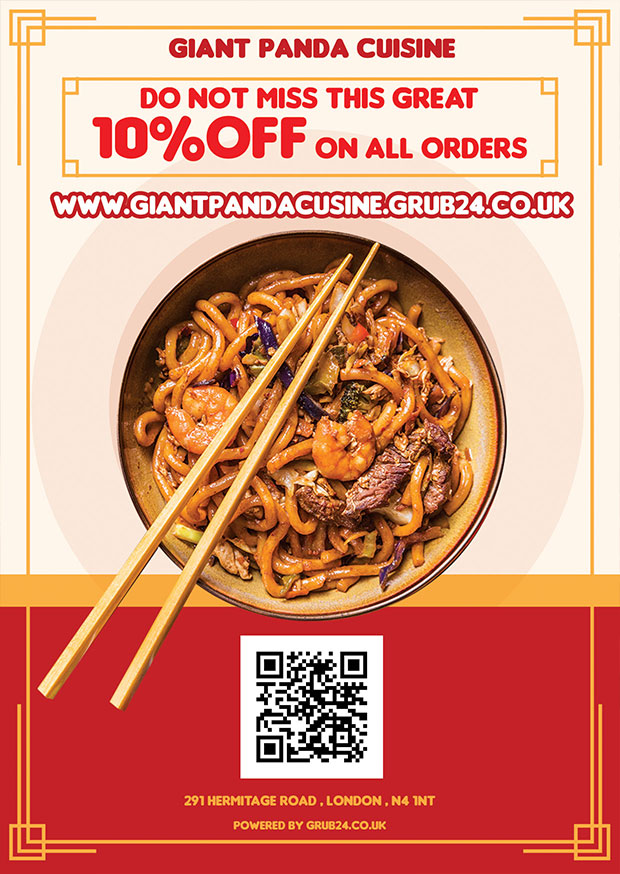 GIANT PANDA CUISINE
DO NOT MISS THIS GREAT
10%OFF ON ALL ORDERS
WWW.GIANTPANDACUSINE.GRUB24.CO.UK
291 HERMITAGE ROAD , LONDON , N4 1NT
POWERED BY GRUB24.CO.UK